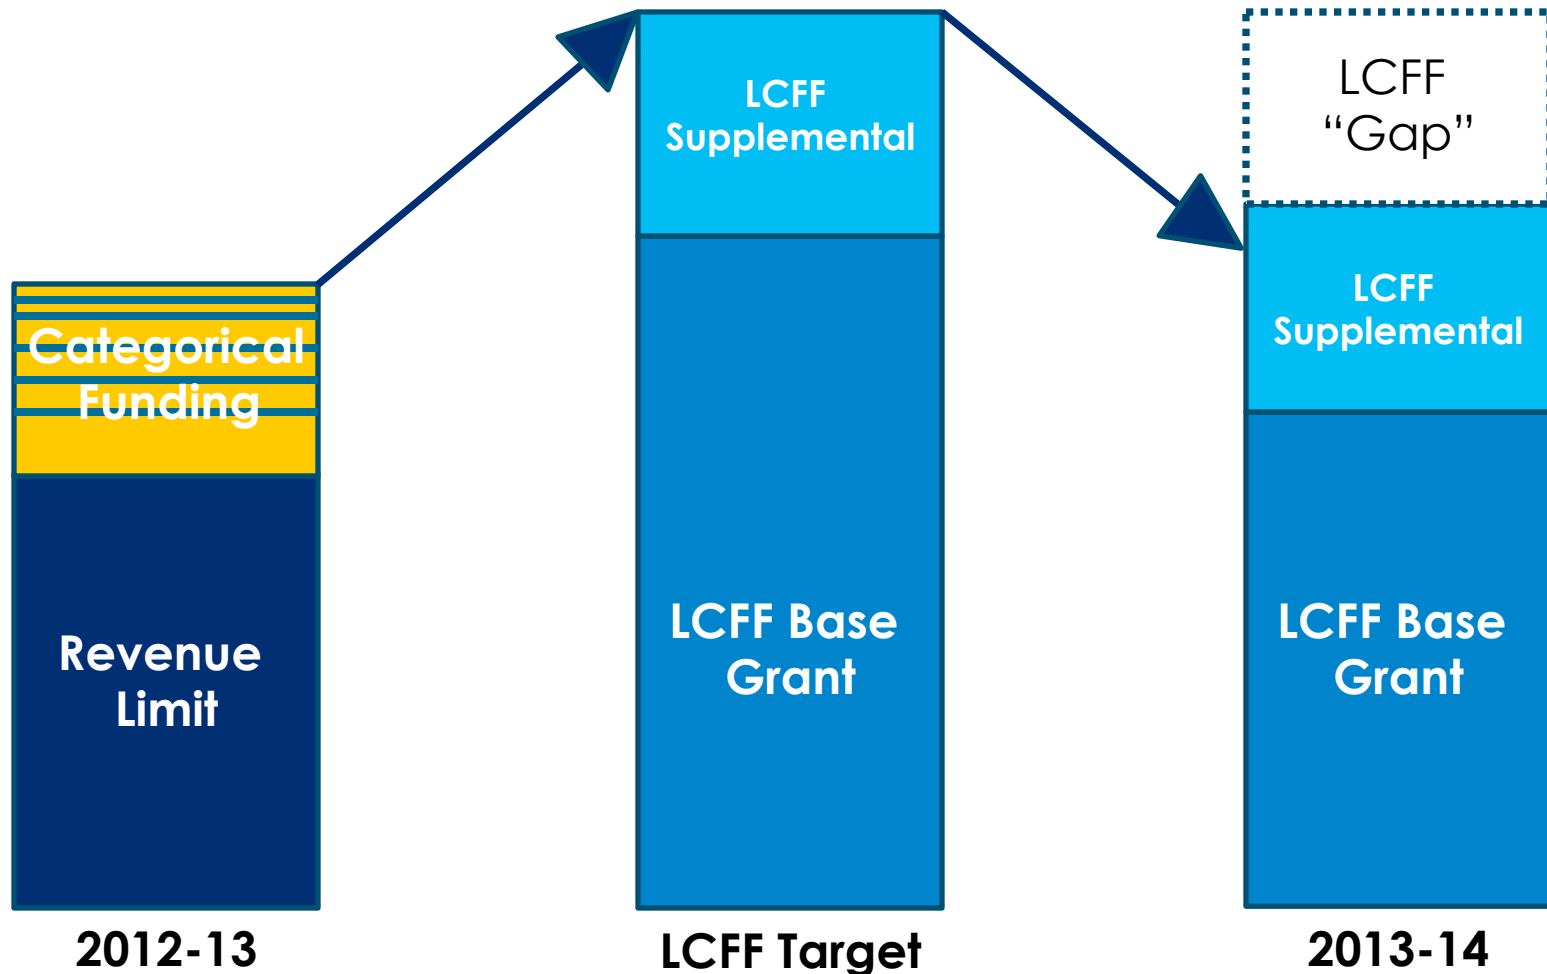 Categorical
Funding
Revenue
Limit
2012-13
LCFF
Supplemental
LCFF Base
Grant
LCFF Target
LCFF
“Gap”
LCFF
Supplemental
LCFF Base
Grant
2013-14